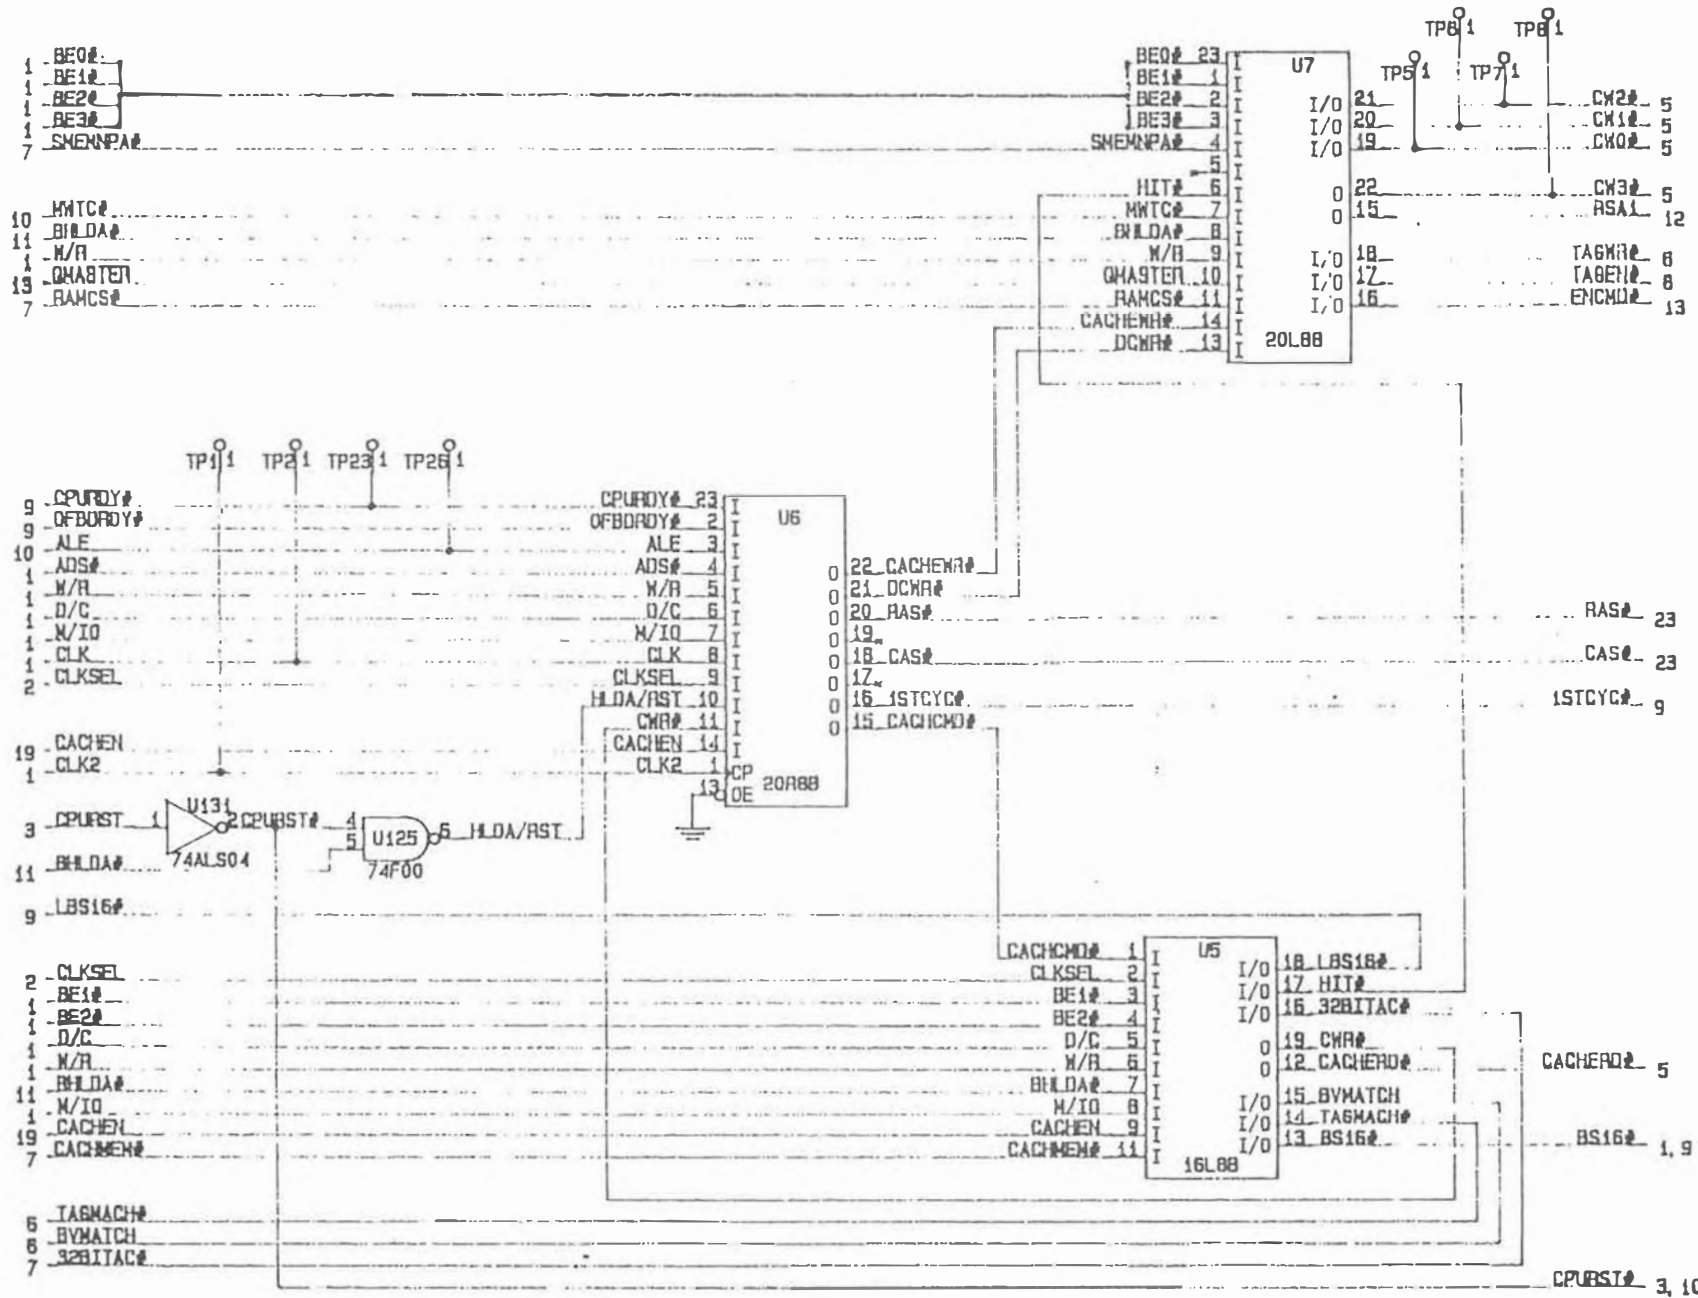 TP6 1 TP8 1
TP5 1 TP7 1
1 BE0# BE0# 23 I U7
1 BE1# BE1# 1 I
1 BE2# BE2# 2 I I/O 21 CW2# 5
1 BE3# BE3# 3 I I/O 20 CW1# 5
7 SMEMNPA# SMEMNPA# 4 I I/O 19 CW0# 5
5 I
HIT# 6 I O 22 CW3# 5
10 MWTC# MWTC# 7 I O 15 RSA1 12
11 BHLDA# BHLDA# 8 I
1 W/R W/R 9 I I/O 18 TAGWR# 6
13 QMASTER QMASTER 10 I I/O 17 TAGEN# 6
7 RAMCS# RAMCS# 11 I I/O 16 ENCMD# 13
CACHEWR# 14 I
DCWR# 13 I 20L8B
TP1 1 TP2 1 TP23 1 TP26 1
9 CPURDY# CPURDY# 23 I U6
9 OFBDRDY# OFBDRDY# 2 I
10 ALE ALE 3 I
1 ADS# ADS# 4 I O 22 CACHEWR#
1 W/R W/R 5 I O 21 DCWR#
1 D/C D/C 6 I O 20 RAS# RAS# 23
1 M/IO M/IO 7 I O 19
1 CLK CLK 8 I O 18 CAS# CAS# 23
2 CLKSEL CLKSEL 9 I O 17
HLDA/RST 10 I O 16 1STCYC# 1STCYC# 9
CWR# 11 I O 15 CACHCMD#
19 CACHEN CACHEN 14 I
1 CLK2 CLK2 1 CP
13 OE 20R8B
3 CPURST 1 U131 2 CPURST# 4 U125 6 HLDA/RST
74ALS04 5 74F00
11 BHLDA#
9 LBS16#
CACHCMD# 1 I U5
2 CLKSEL CLKSEL 2 I I/O 18 LBS16#
1 BE1# BE1# 3 I I/O 17 HIT#
1 BE2# BE2# 4 I I/O 16 32BITAC#
1 D/C D/C 5 I O 19 CWR#
1 W/R W/R 6 I O 12 CACHERD# CACHERD# 5
11 BHLDA# BHLDA# 7 I
1 M/IO M/IO 8 I I/O 15 BVMATCH
19 CACHEN CACHEN 9 I I/O 14 TAGMACH#
7 CACHMEM# CACHMEM# 11 I I/O 13 BS16# BS16# 1, 9
16L8B
6 TAGMACH#
6 BVMATCH
7 32BITAC#
CPURST# 3, 10